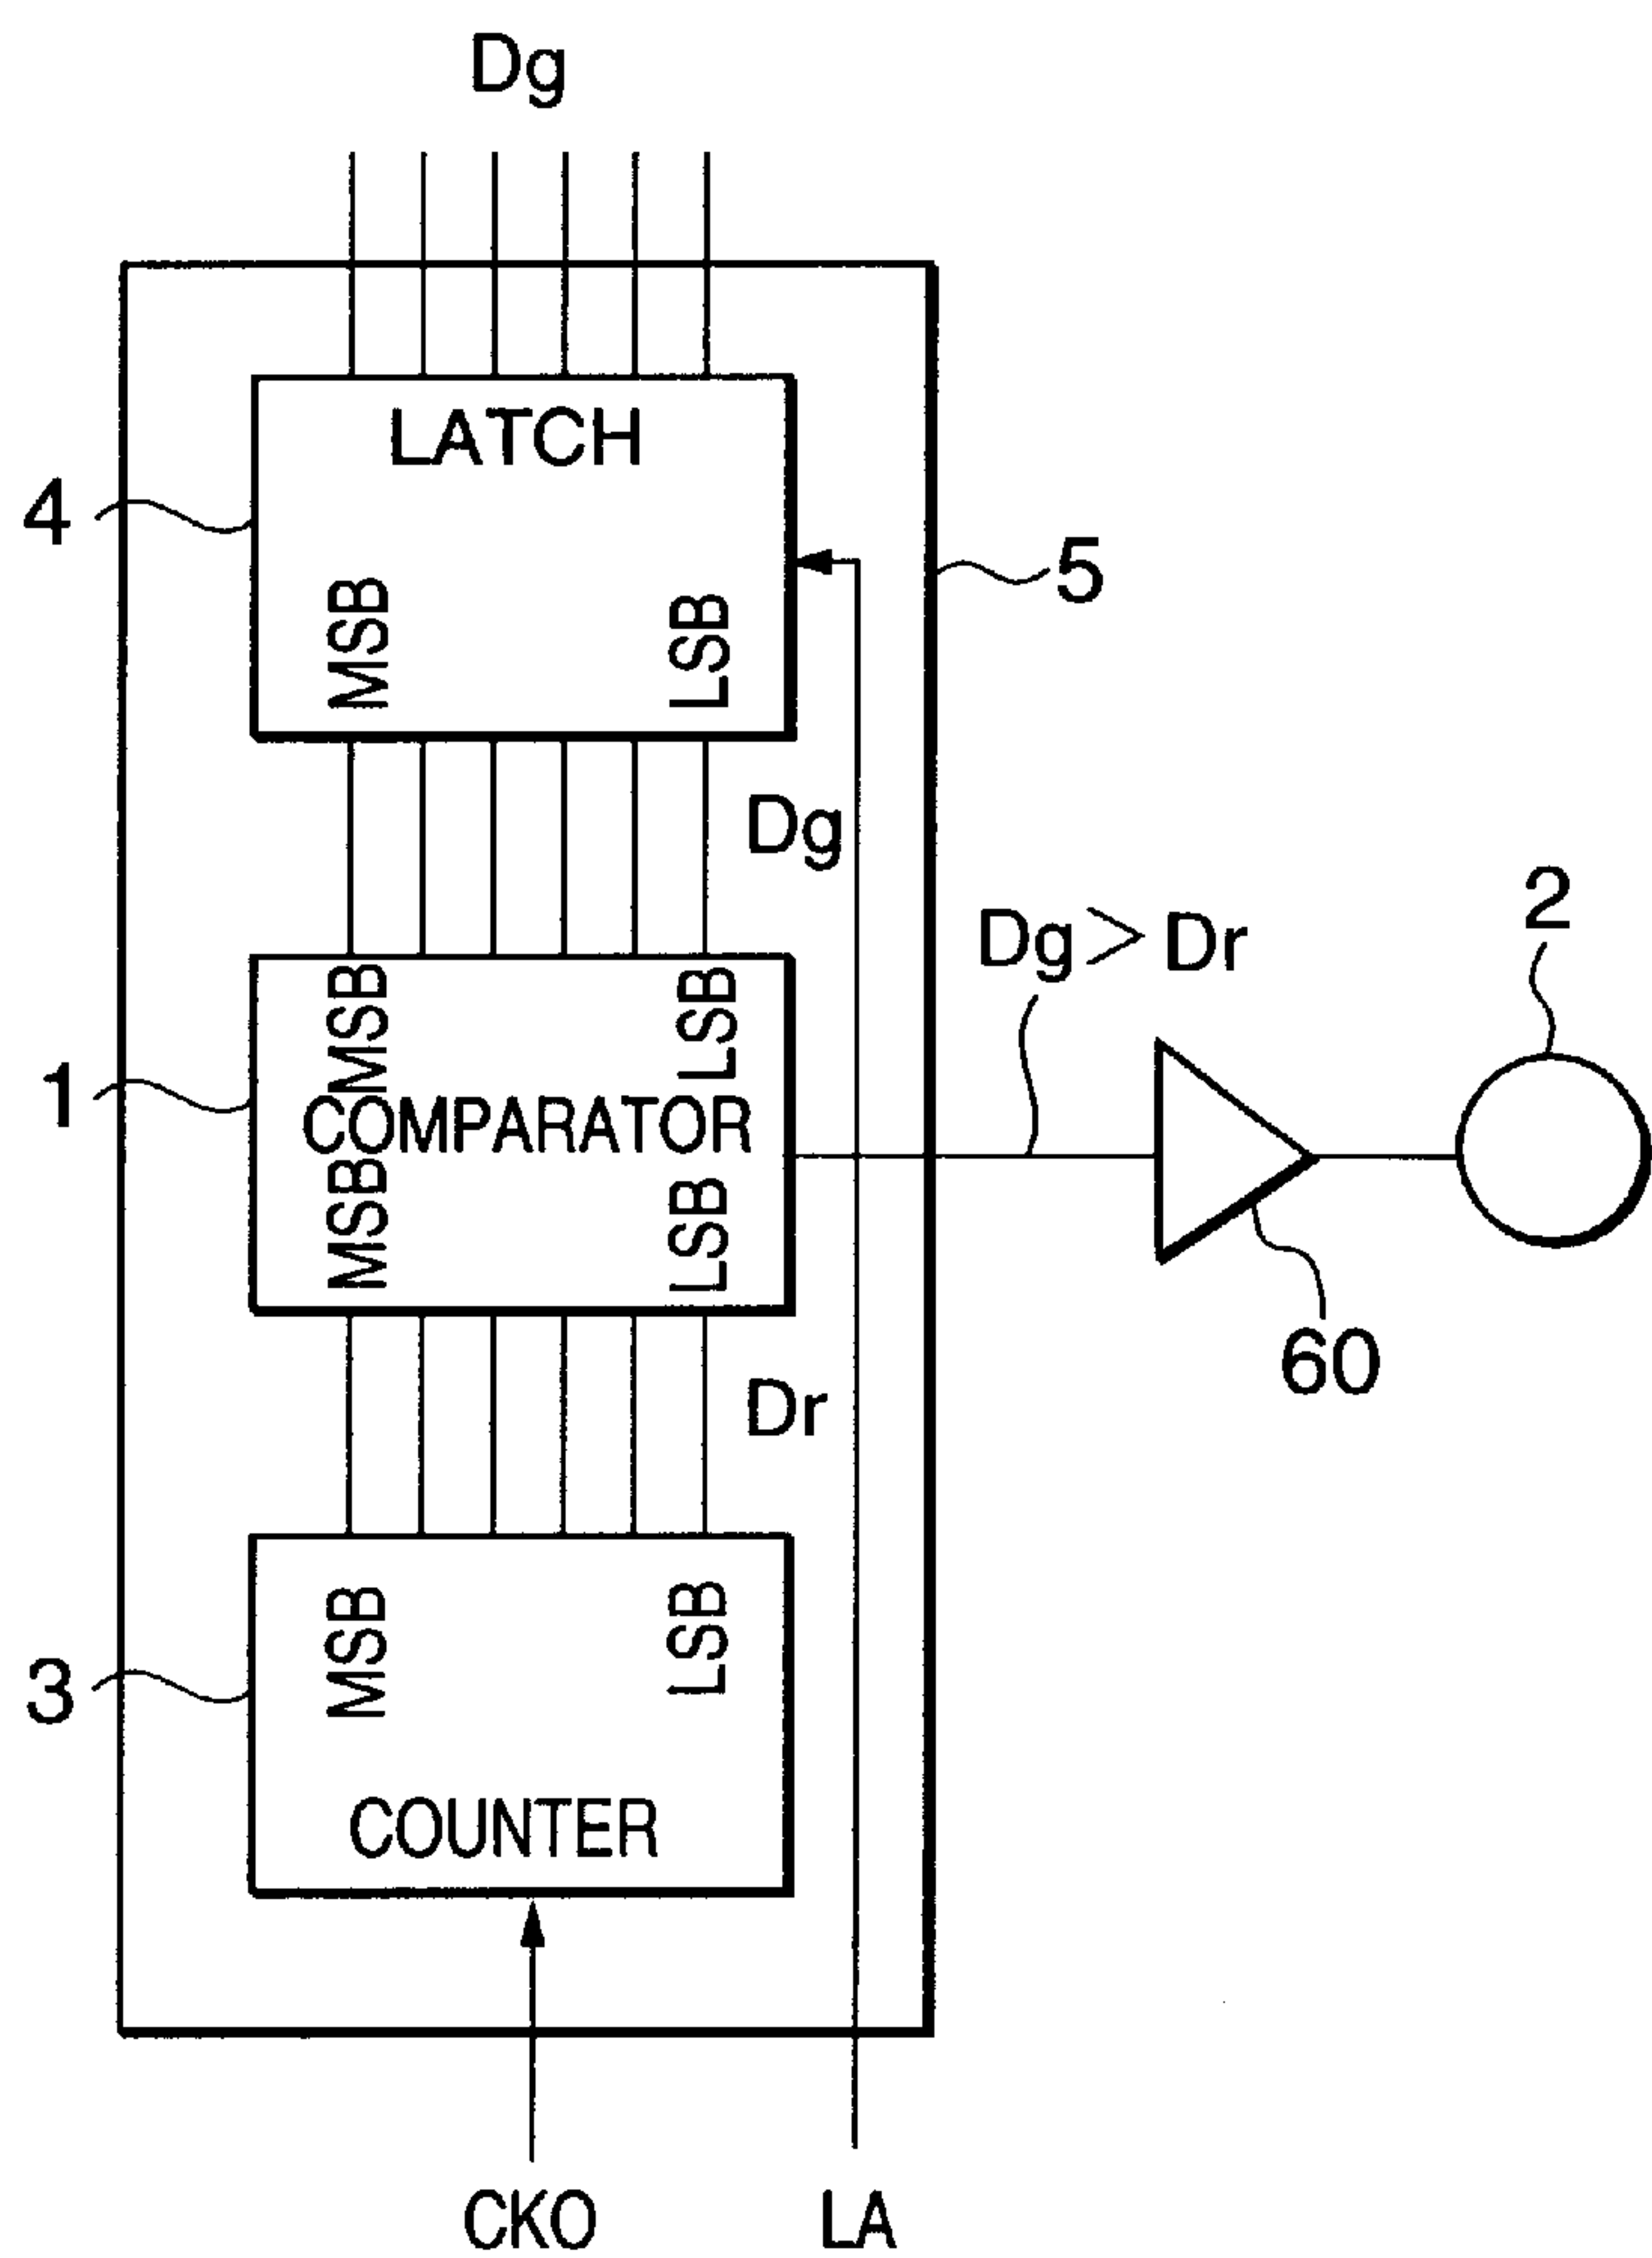 Dg
LATCH
4
MSB
LSB
5
Dg
2
Dg > Dr
MSB
LSB
1
COMPARATOR
MSB
LSB
60
Dr
MSB
LSB
3
COUNTER
CKO
LA